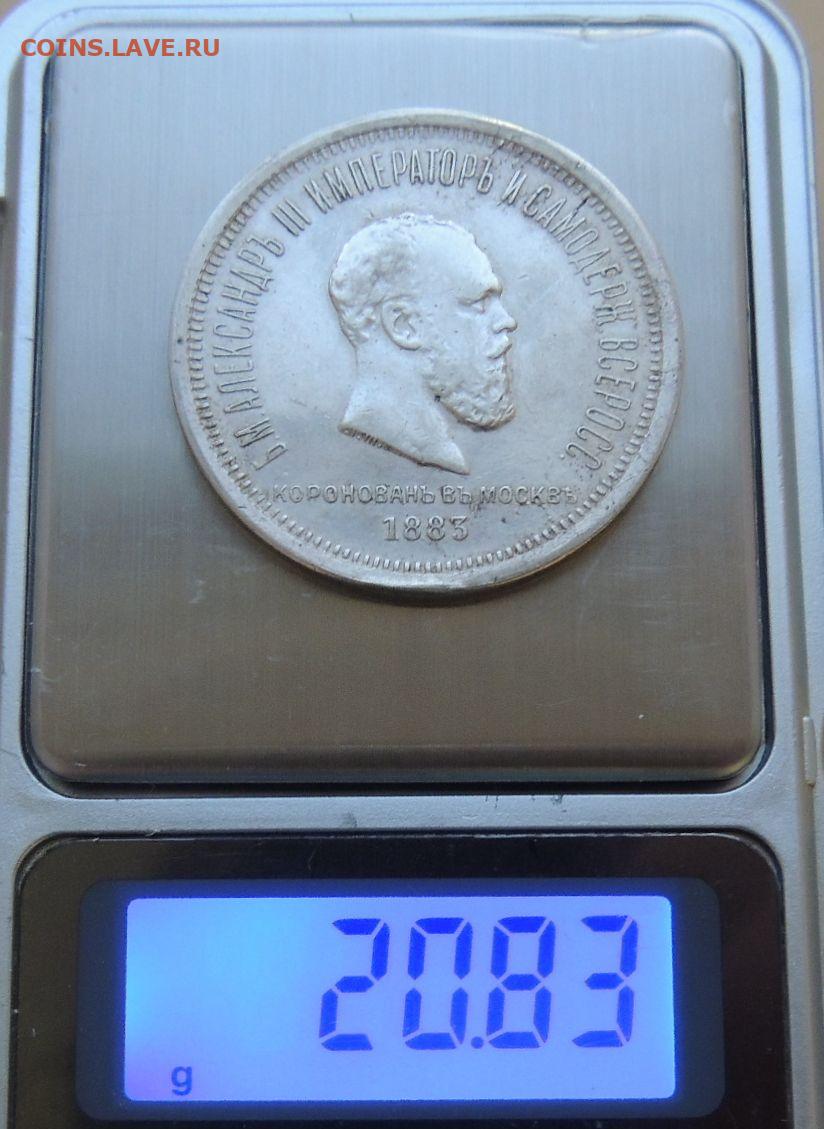 COINS.LAVE.RU
Б.М.АЛЕКСАНДРЪ III ИМПЕРАТОРЪ И САМОДЕРЖ. ВСЕРОСС.
КОРОНОВАНЪ ВЪ МОСКВѢ
1883
20.83
g